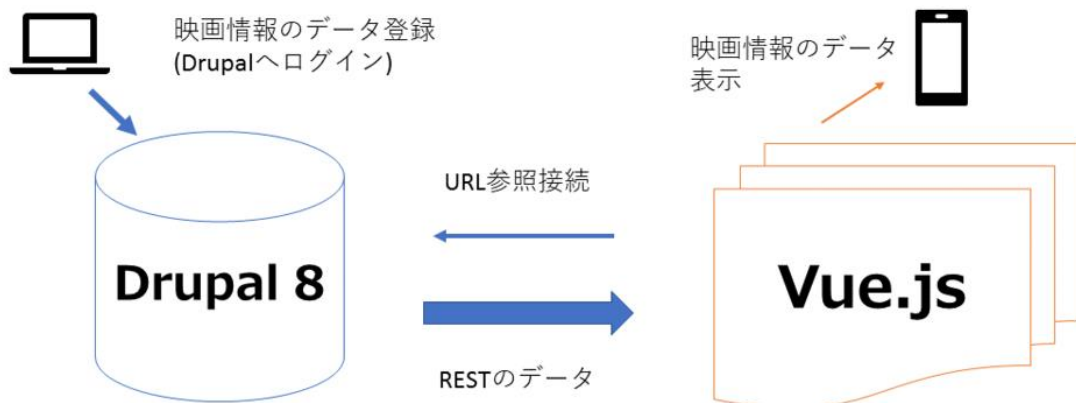 映画情報のデータ登録
(Drupalへログイン)
映画情報のデータ
表示
URL参照接続
Drupal 8
Vue.js
RESTのデータ